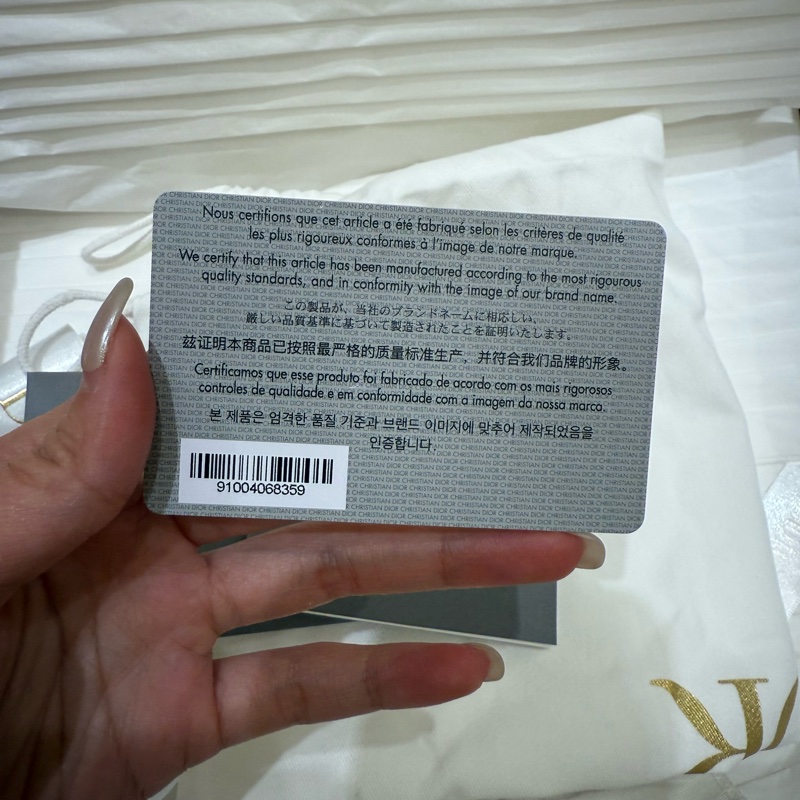 Nous certifions que cet article a été fabriqué selon les critères de qualité
les plus rigoureux conformes à l'image de notre marque.
We certify that this article has been manufactured according to the most rigourous
quality standards, and in conformity with the image of our brand name.
この製品が、当社のブランドネームに相応しい、
厳しい品質基準に基づいて製造されたことを証明いたします。
兹证明本商品已按照最严格的质量标准生产，并符合我们品牌的形象。
Certificamos que esse produto foi fabricado de acordo com os mais rigorosos
controles de qualidade e em conformidade com a imagem da nossa marca.
본 제품은 엄격한 품질 기준과 브랜드 이미지에 맞추어 제작되었음을
인증합니다.
91004068359